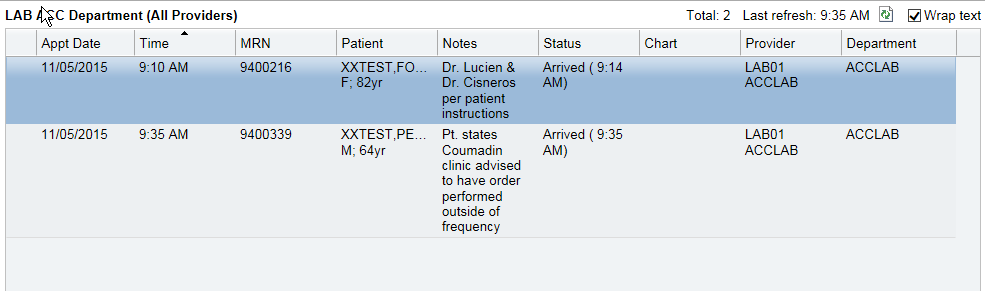 LAB ACC Department (All Providers) Total: 2 Last refresh: 9:35 AM Wrap text
Appt Date Time MRN Patient Notes Status Chart Provider Department
11/05/2015 9:10 AM 9400216 XXTEST,FO... Dr. Lucien & Arrived ( 9:14 LAB01 ACCLAB
F; 82yr Dr. Cisneros AM) ACCLAB
per patient
instructions
11/05/2015 9:35 AM 9400339 XXTEST,PE... Pt. states Arrived ( 9:35 LAB01 ACCLAB
M; 64yr Coumadin AM) ACCLAB
clinic advised
to have order
performed
outside of
frequency